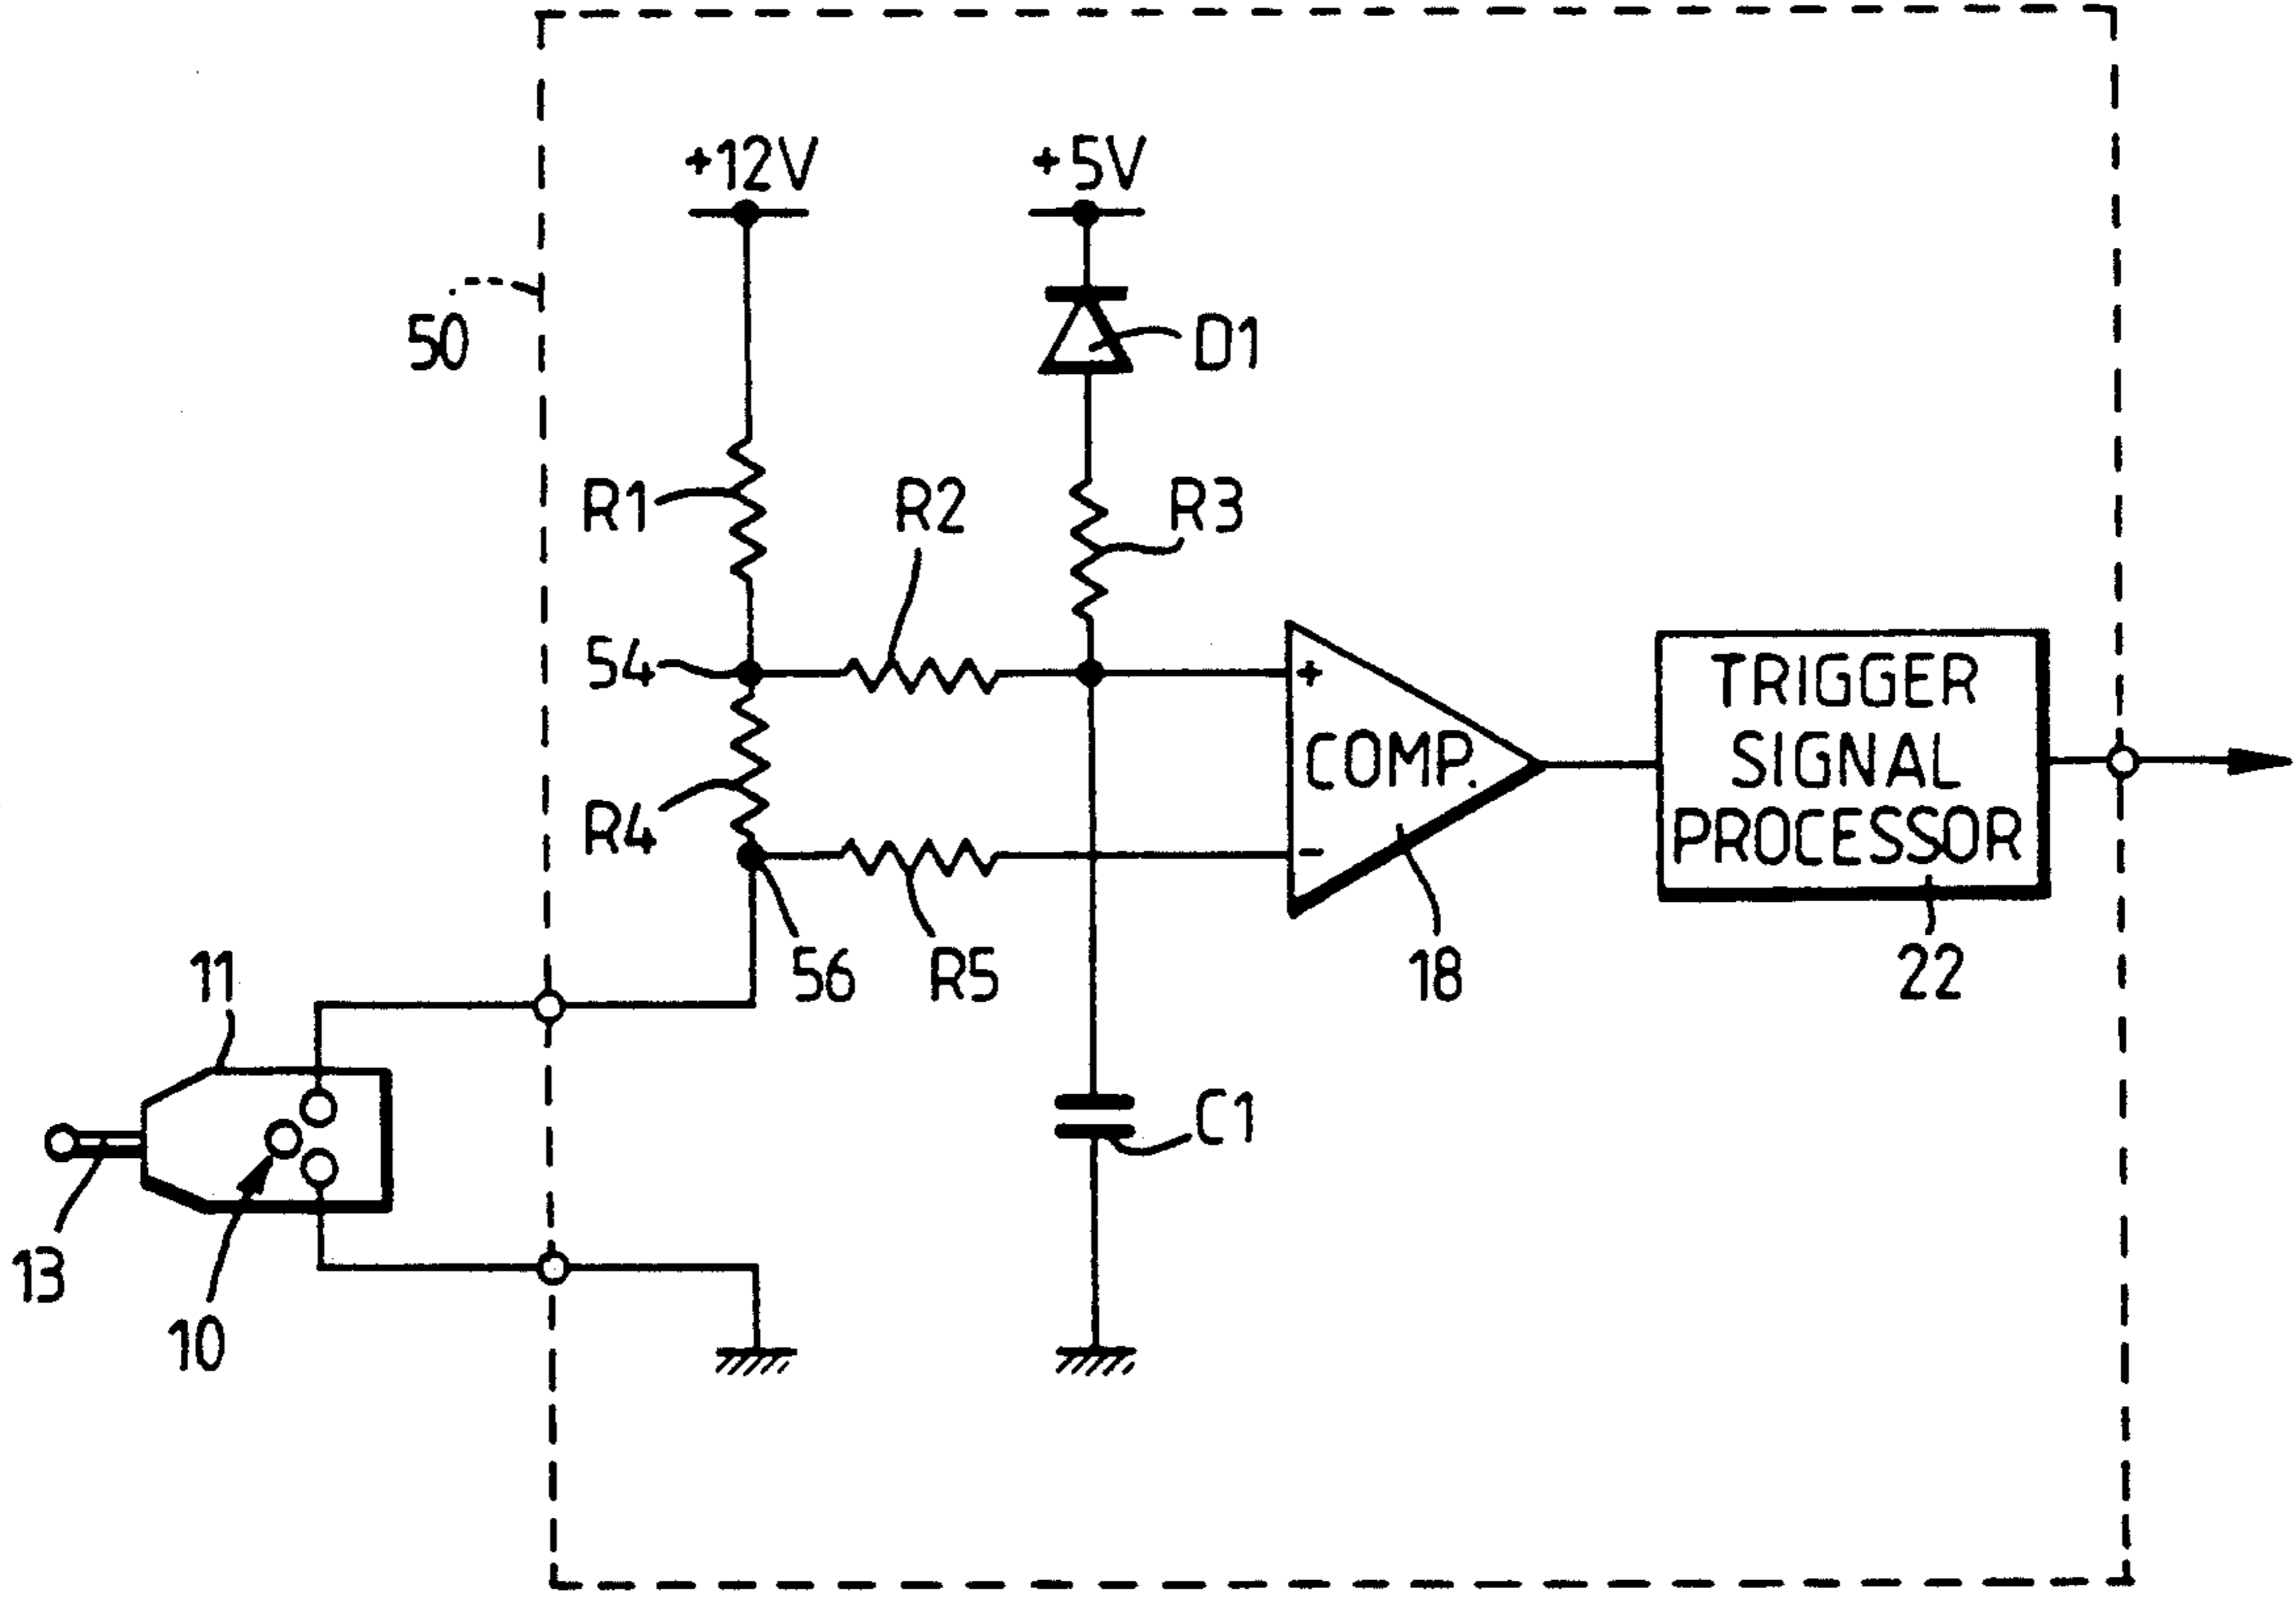 +12V
+5V
50
D1
R1
R2
R3
54
+
TRIGGER
SIGNAL
PROCESSOR
COMP.
R4
-
11
56
R5
18
22
C1
13
10